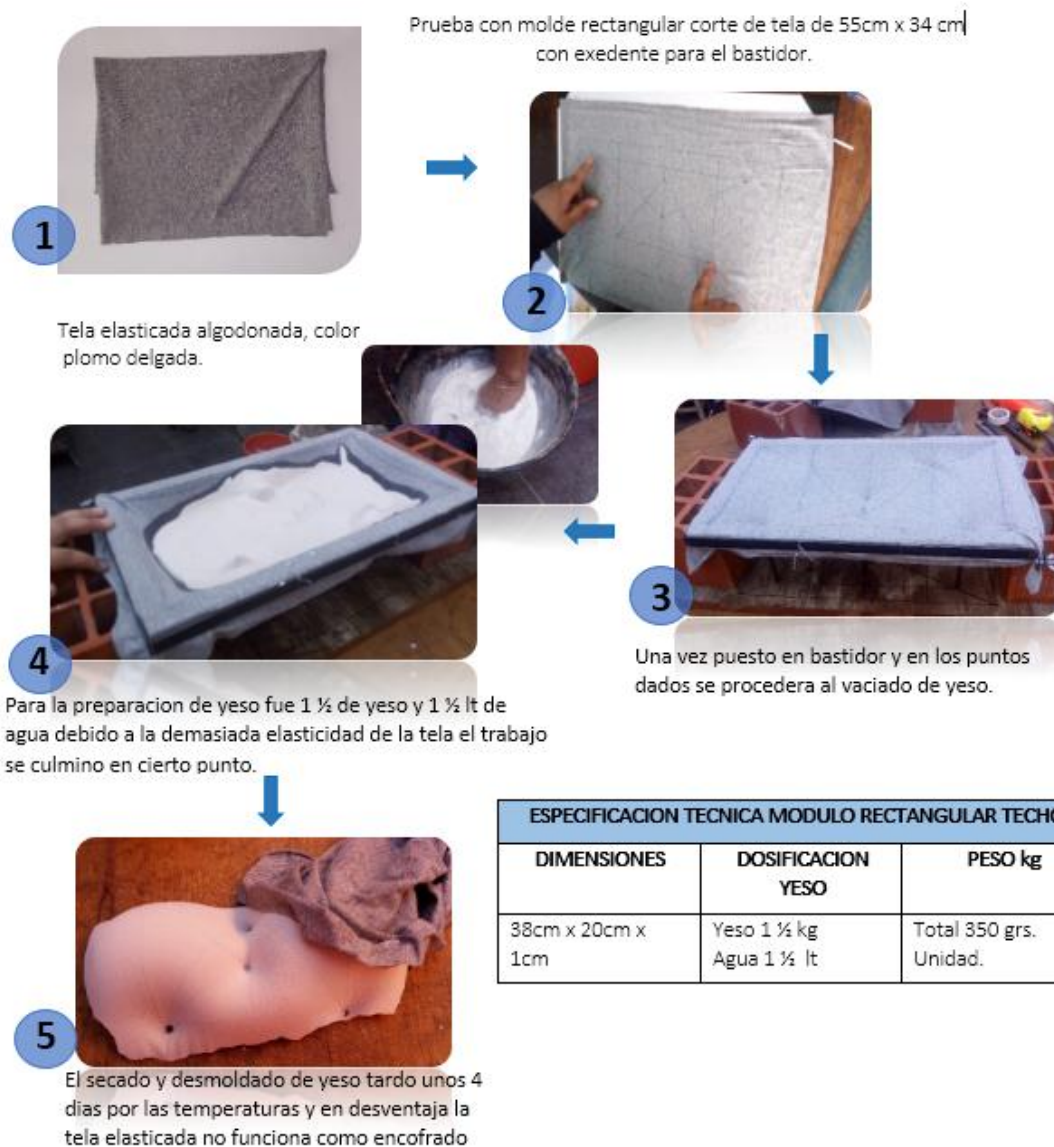 Prueba con molde rectangular corte de tela de 55cm x 34 cm
con exedente para el bastidor.
1
2
Tela elasticada algodonada, color
plomo delgada.
3
Una vez puesto en bastidor y en los puntos
dados se procedera al vaciado de yeso.
4
Para la preparacion de yeso fue 1 ½ de yeso y 1 ½ lt de
agua debido a la demasiada elasticidad de la tela el trabajo
se culmino en cierto punto.
ESPECIFICACION TECNICA MODULO RECTANGULAR TECHO
DIMENSIONES
DOSIFICACION
YESO
PESO kg
38cm x 20cm x
1cm
Yeso 1 ½ kg
Agua 1 ½ lt
Total 350 grs.
Unidad.
5
El secado y desmoldado de yeso tardo unos 4
dias por las temperaturas y en desventaja la
tela elasticada no funciona como encofrado